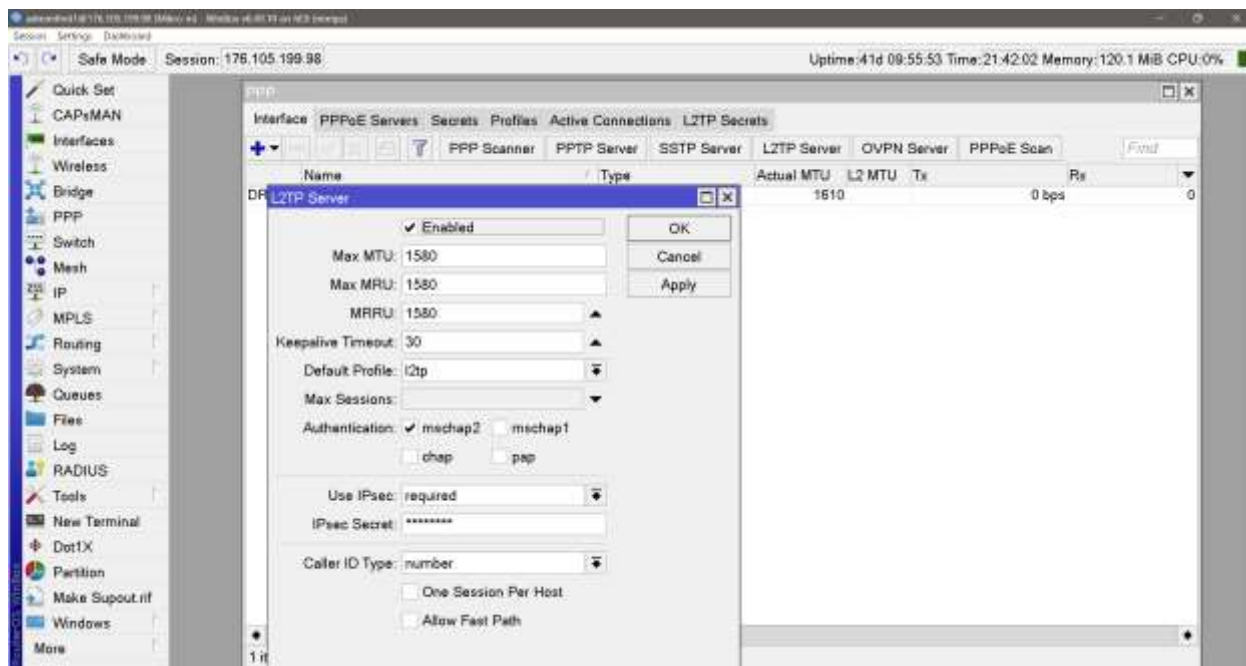 Session Settings Dashboard
Safe Mode Session: 176.105.199.98 Uptime:41d 09:55:53 Time:21:42:02 Memory:120.1 MiB CPU:0%
Quick Set
CAPsMAN
Interfaces
Wireless
Bridge
PPP
Switch
Mesh
IP
MPLS
Routing
System
Queues
Files
Log
RADIUS
Tools
New Terminal
Dot1X
Partition
Make Supout.rif
Windows
More
RouterOS WinBox
PPP
Interface PPPoE Servers Secrets Profiles Active Connections L2TP Secrets
PPP Scanner PPTP Server SSTP Server L2TP Server OVPN Server PPPoE Scan Find
Name Type Actual MTU L2 MTU Tx Rx
DR 1610 0 bps 0
L2TP Server
Enabled OK
Max MTU: 1580 Cancel
Max MRU: 1580 Apply
MRRU: 1580
Keepalive Timeout: 30
Default Profile: l2tp
Max Sessions:
Authentication: mschap2 mschap1
chap pap
Use IPsec: required
IPsec Secret: ********
Caller ID Type: number
One Session Per Host
Allow Fast Path
1 it